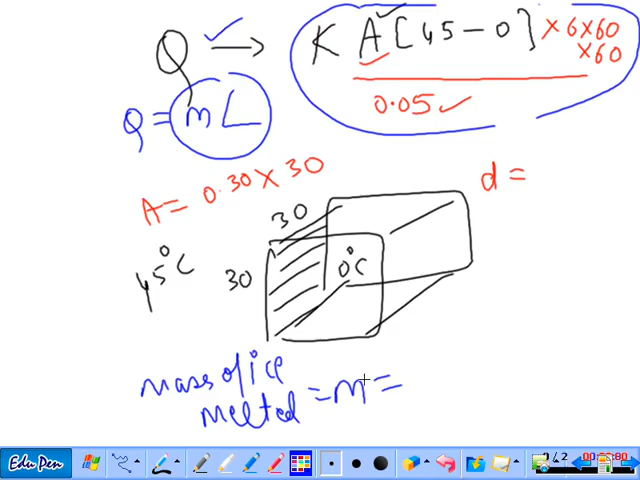 Q → K A [45 - 0] × 6 × 60
× 60
0.05 ✓
Q = m L
A = 0.30 × 30
d =
30
45°C
30
0°C
Mass of ice
Melted = m =
Edu Pen